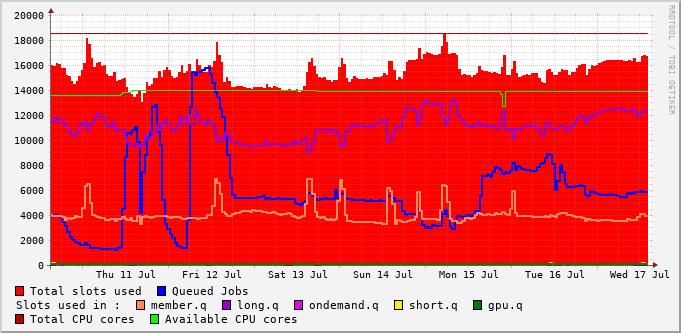 20000
18000
16000
14000
12000
10000
8000
6000
4000
2000
0
Thu 11 Jul Fri 12 Jul Sat 13 Jul Sun 14 Jul Mon 15 Jul Tue 16 Jul Wed 17 Jul
Total slots used Queued Jobs
Slots used in : member.q long.q ondemand.q short.q gpu.q
Total CPU cores Available CPU cores
RRDTOOL / TOBI OETIKER